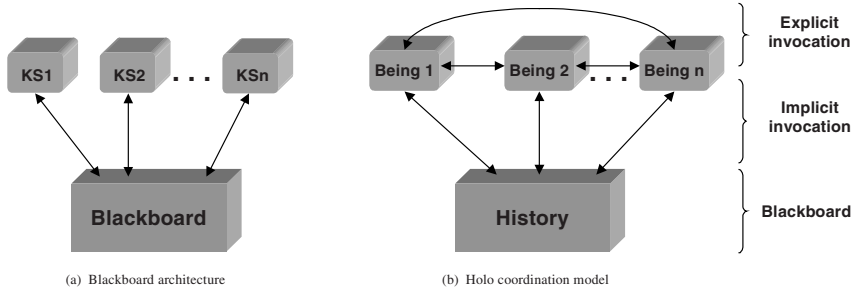 KS1 KS2 . . . KSn
Blackboard
(a) Blackboard architecture
Being 1 Being 2 . . . Being n
History
(b) Holo coordination model
Explicit
invocation
Implicit
invocation
Blackboard